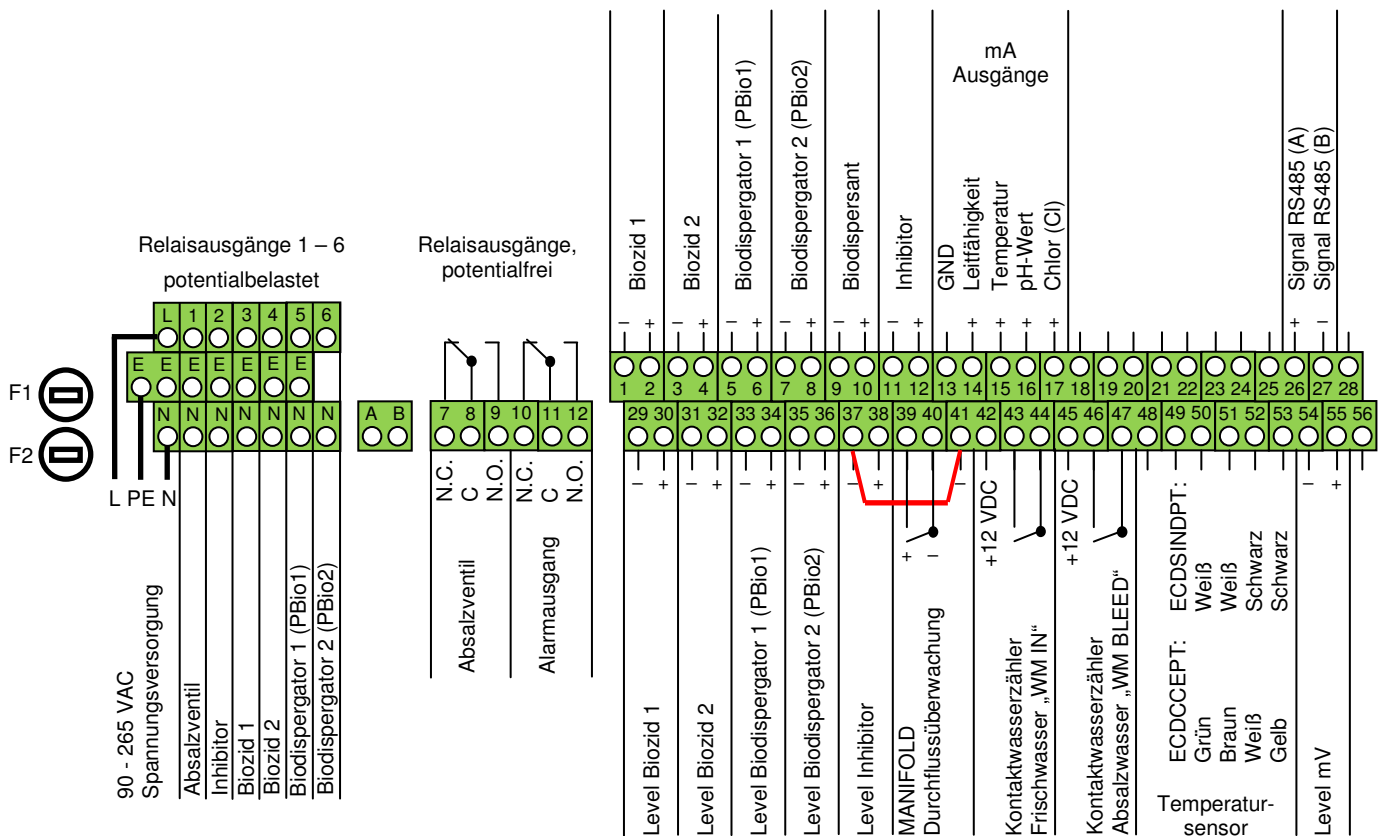 mA
Ausgänge
Biozid 1
Biozid 2
Biodispergator 1 (PBio1)
Biodispergator 2 (PBio2)
Biodispersant
Inhibitor
GND
Leitfähigkeit
Temperatur
pH-Wert
Chlor (Cl)
Signal RS485 (A)
Signal RS485 (B)
– + – + – + – + – + – + + + + + + –
Relaisausgänge 1 – 6
potentialbelastet
Relaisausgänge,
potentialfrei
L 1 2 3 4 5 6
E E E E E E E
N N N N N N N
F1
F2
L PE N
A B
7 8 9 10 11 12
N.C.
C
N.O.
N.C.
C
N.O.
1 2 3 4 5 6 7 8 9 10 11 12 13 14 15 16 17 18 19 20 21 22 23 24 25 26 27 28
29 30 31 32 33 34 35 36 37 38 39 40 41 42 43 44 45 46 47 48 49 50 51 52 53 54 55 56
– + – + – + – + – + – – +
+ –
+12 VDC
+12 VDC
90 - 265 VAC
Spannungsversorgung
Absalzventil
Inhibitor
Biozid 1
Biozid 2
Biodispergator 1 (PBio1)
Biodispergator 2 (PBio2)
Absalzventil
Alarmausgang
Level Biozid 1
Level Biozid 2
Level Biodispergator 1 (PBio1)
Level Biodispergator 2 (PBio2)
Level Inhibitor
MANIFOLD
Durchflussüberwachung
Kontaktwasserzähler
Frischwasser „WM IN“
Kontaktwasserzähler
Absalzwasser „WM BLEED“
ECDSINDPT:
Weiß
Weiß
Schwarz
Schwarz
ECDCCEPT:
Grün
Braun
Weiß
Gelb
Temperatur-
sensor
Level mV